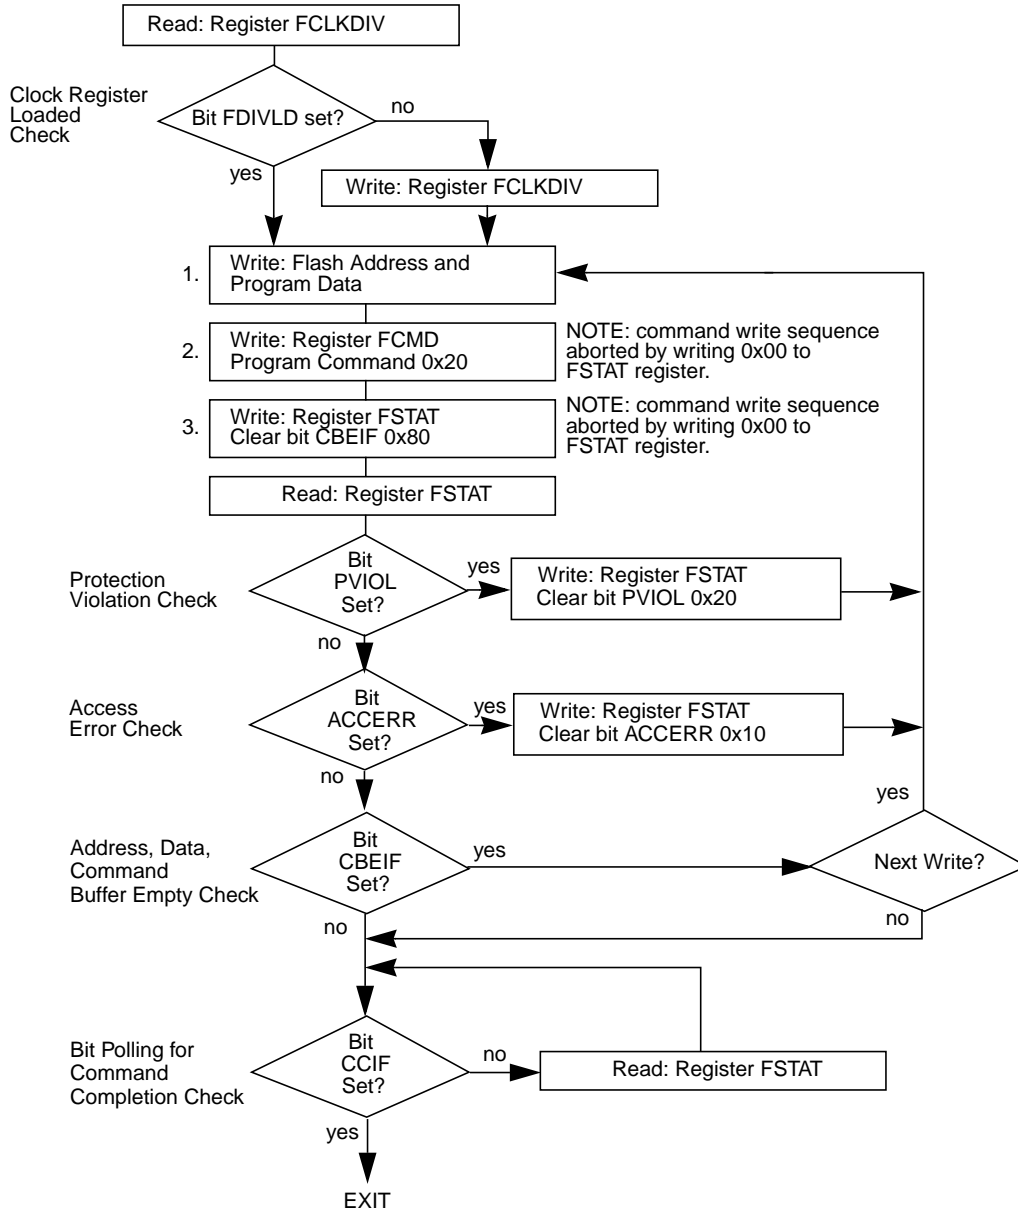 Read: Register FCLKDIV
Clock Register
Loaded
Check
Bit FDIVLD set?
no
yes
Write: Register FCLKDIV
1.
Write: Flash Address and
Program Data
2.
Write: Register FCMD
Program Command 0x20
NOTE: command write sequence
aborted by writing 0x00 to
FSTAT register.
3.
Write: Register FSTAT
Clear bit CBEIF 0x80
NOTE: command write sequence
aborted by writing 0x00 to
FSTAT register.
Read: Register FSTAT
Protection
Violation Check
Bit
PVIOL
Set?
yes
Write: Register FSTAT
Clear bit PVIOL 0x20
no
Access
Error Check
Bit
ACCERR
Set?
yes
Write: Register FSTAT
Clear bit ACCERR 0x10
no
yes
Address, Data,
Command
Buffer Empty Check
Bit
CBEIF
Set?
yes
Next Write?
no
no
Bit Polling for
Command
Completion Check
Bit
CCIF
Set?
no
Read: Register FSTAT
yes
EXIT